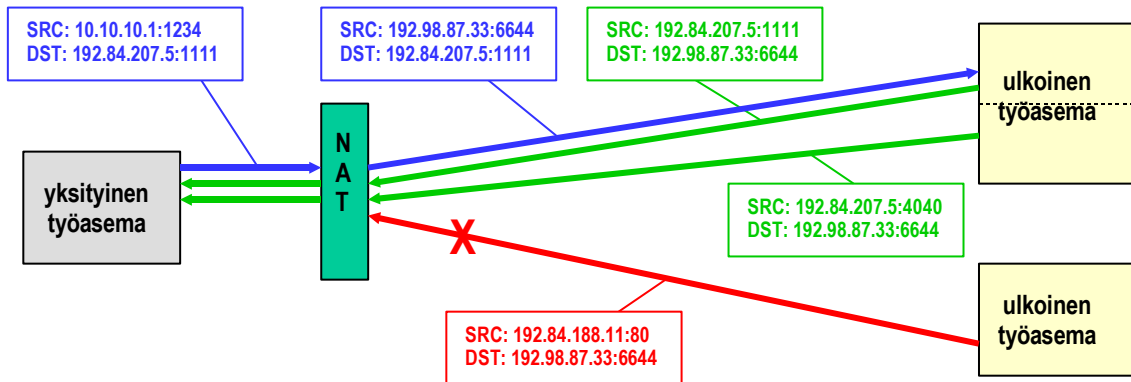 SRC: 10.10.10.1:1234
DST: 192.84.207.5:1111
SRC: 192.98.87.33:6644
DST: 192.84.207.5:1111
SRC: 192.84.207.5:1111
DST: 192.98.87.33:6644
ulkoinen
työasema
N
A
T
yksityinen
työasema
SRC: 192.84.207.5:4040
DST: 192.98.87.33:6644
X
ulkoinen
työasema
SRC: 192.84.188.11:80
DST: 192.98.87.33:6644